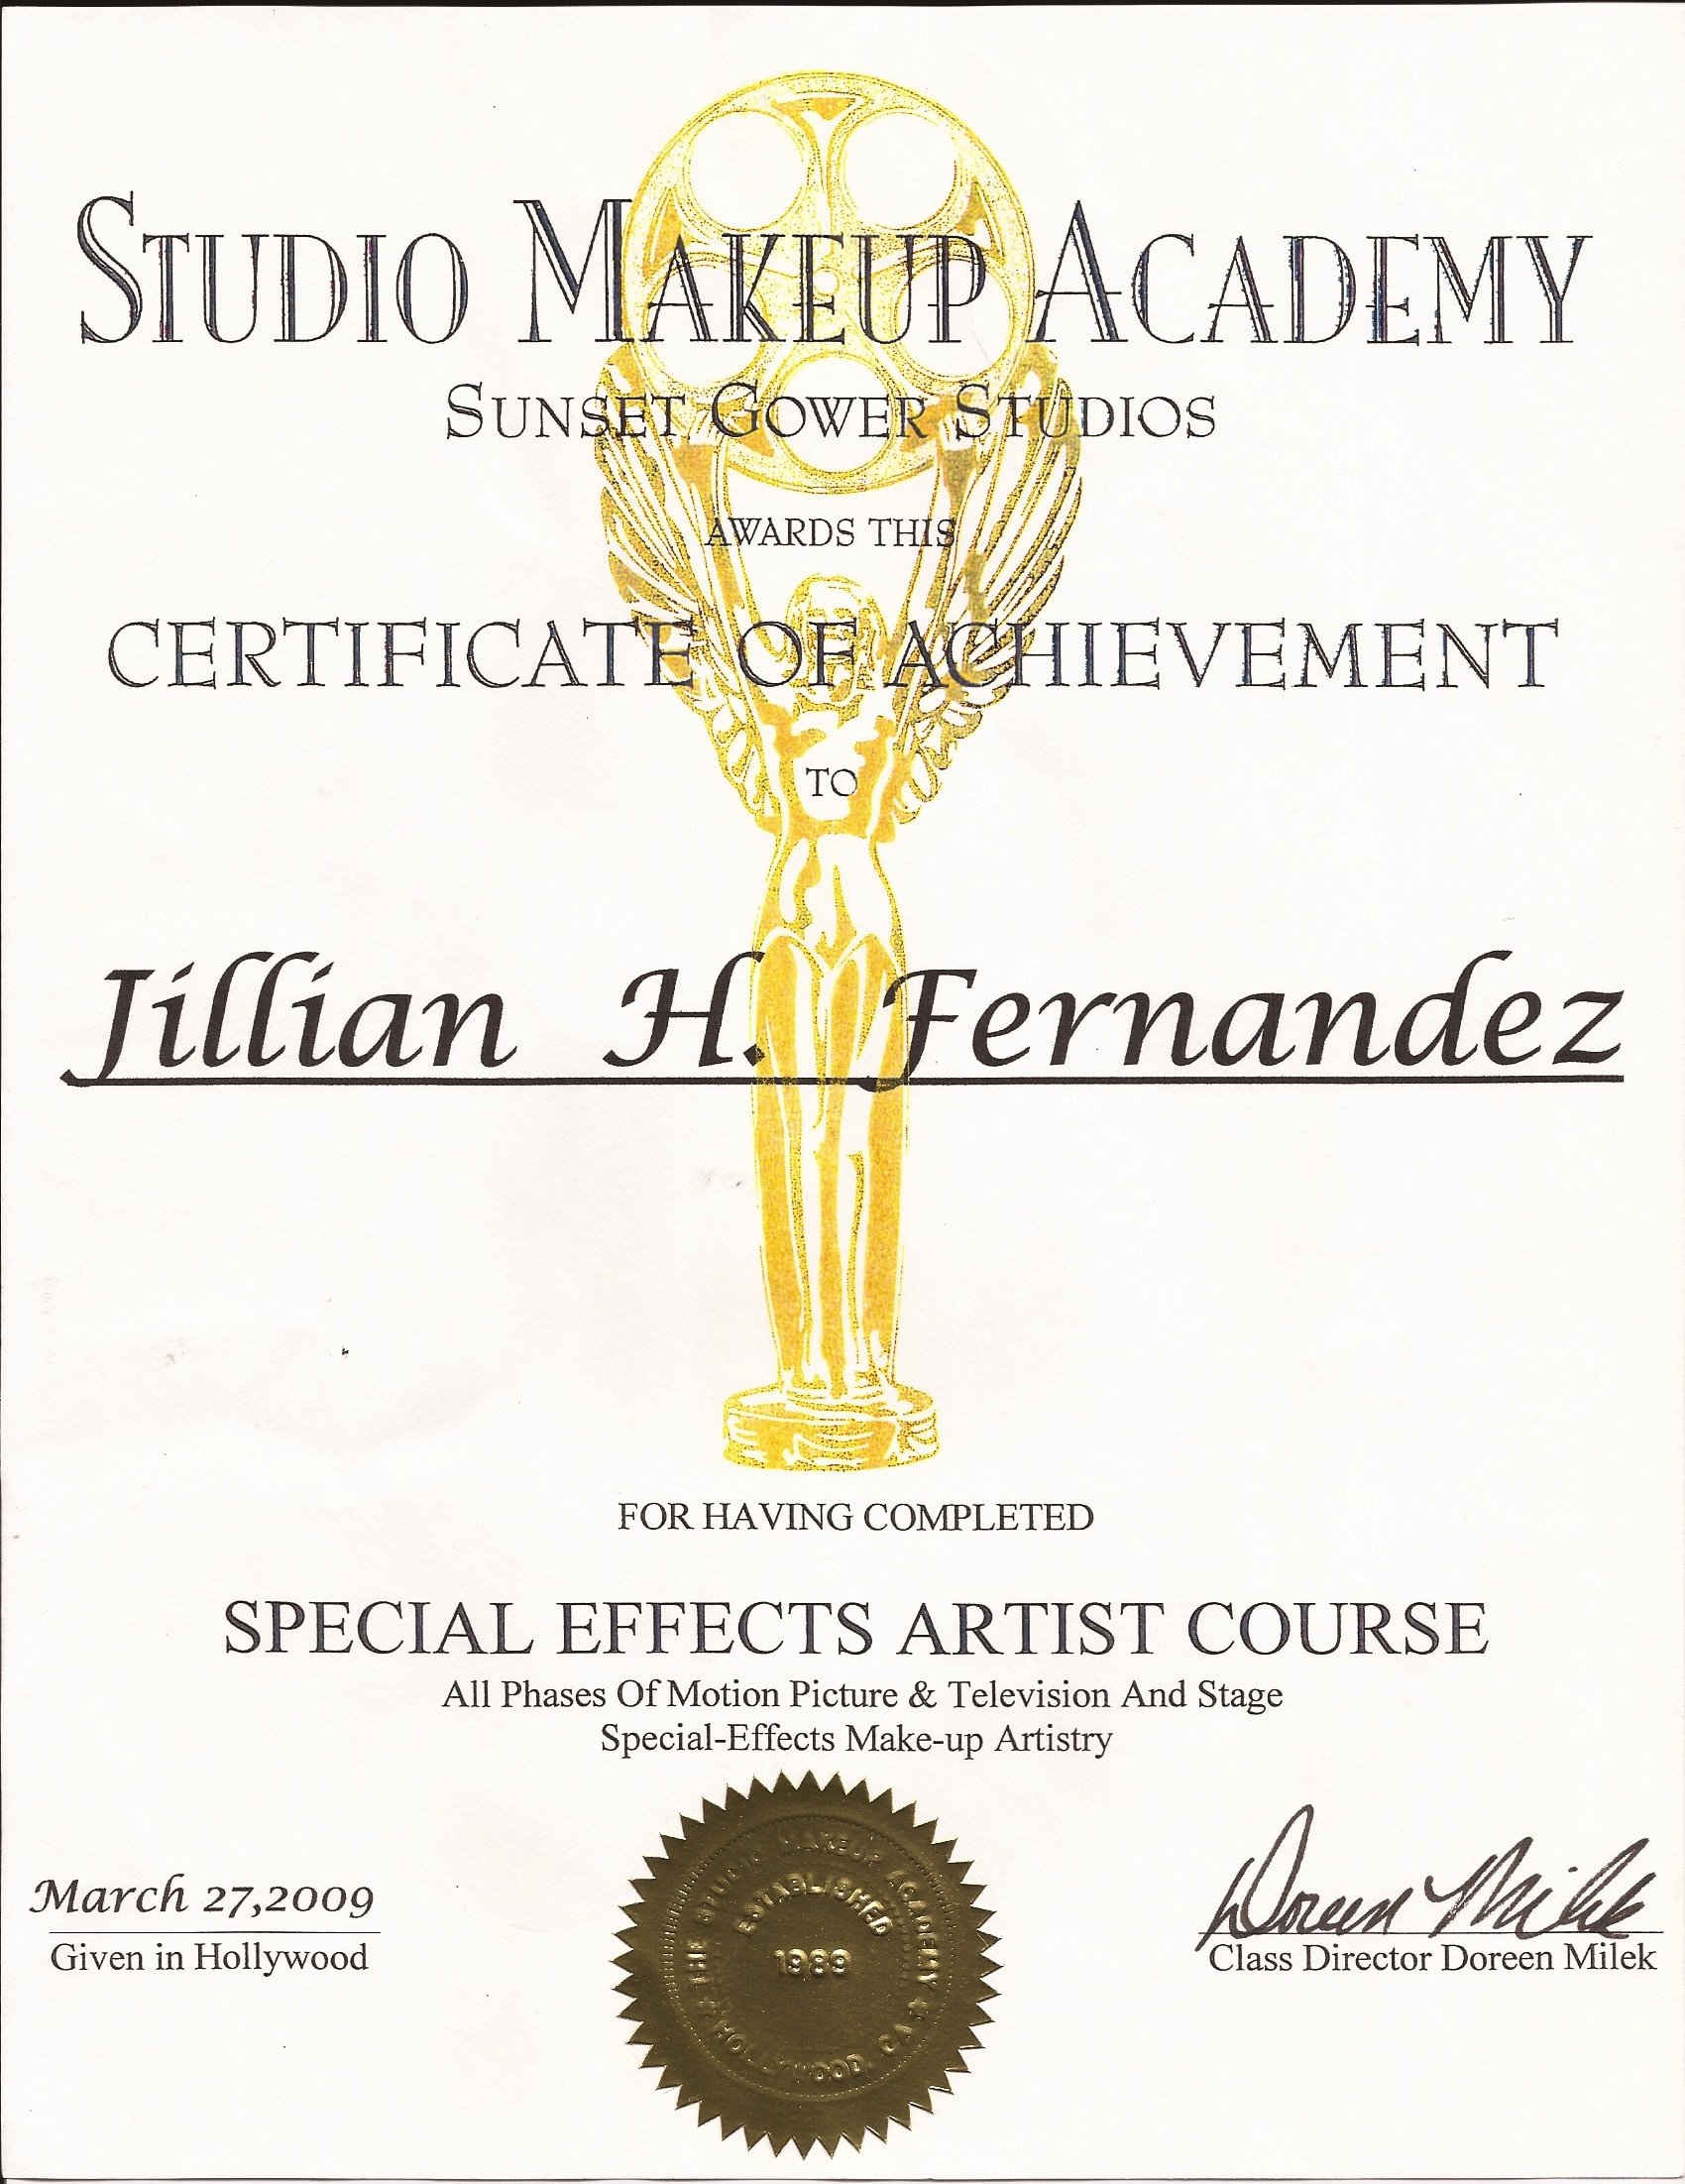 STUDIO MAKEUP ACADEMY
SUNSET GOWER STUDIOS
AWARDS THIS
CERTIFICATE OF ACHIEVEMENT
TO
Jillian H. Fernandez
FOR HAVING COMPLETED
SPECIAL EFFECTS ARTIST COURSE
All Phases Of Motion Picture & Television And Stage
Special-Effects Make-up Artistry
THE STUDIO MAKEUP ACADEMY
ESTABLISHED
1989
HOLLYWOOD, CA
March 27,2009
Given in Hollywood
Doreen Milek
Class Director Doreen Milek